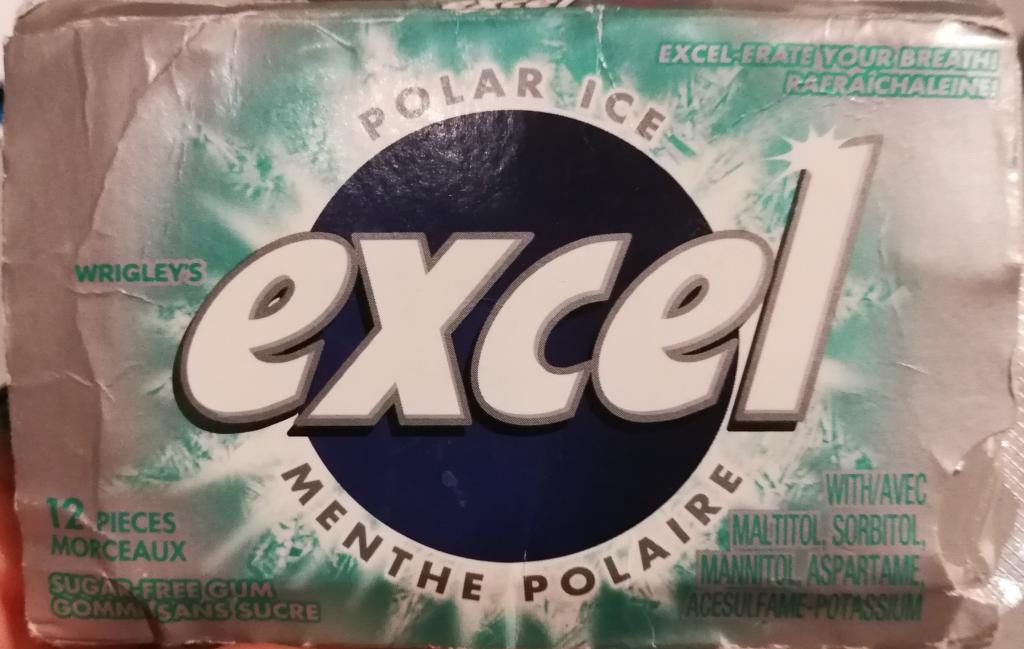 excel
EXCEL-ERATE YOUR BREATH!
RAFRAÎCHALEINE!
POLAR ICE
WRIGLEY'S
excel
MENTHE POLAIRE
12 PIECES
MORCEAUX
SUGAR-FREE GUM
GOMME SANS SUCRE
WITH/AVEC
MALTITOL, SORBITOL,
MANNITOL, ASPARTAME,
ACESULFAME-POTASSIUM